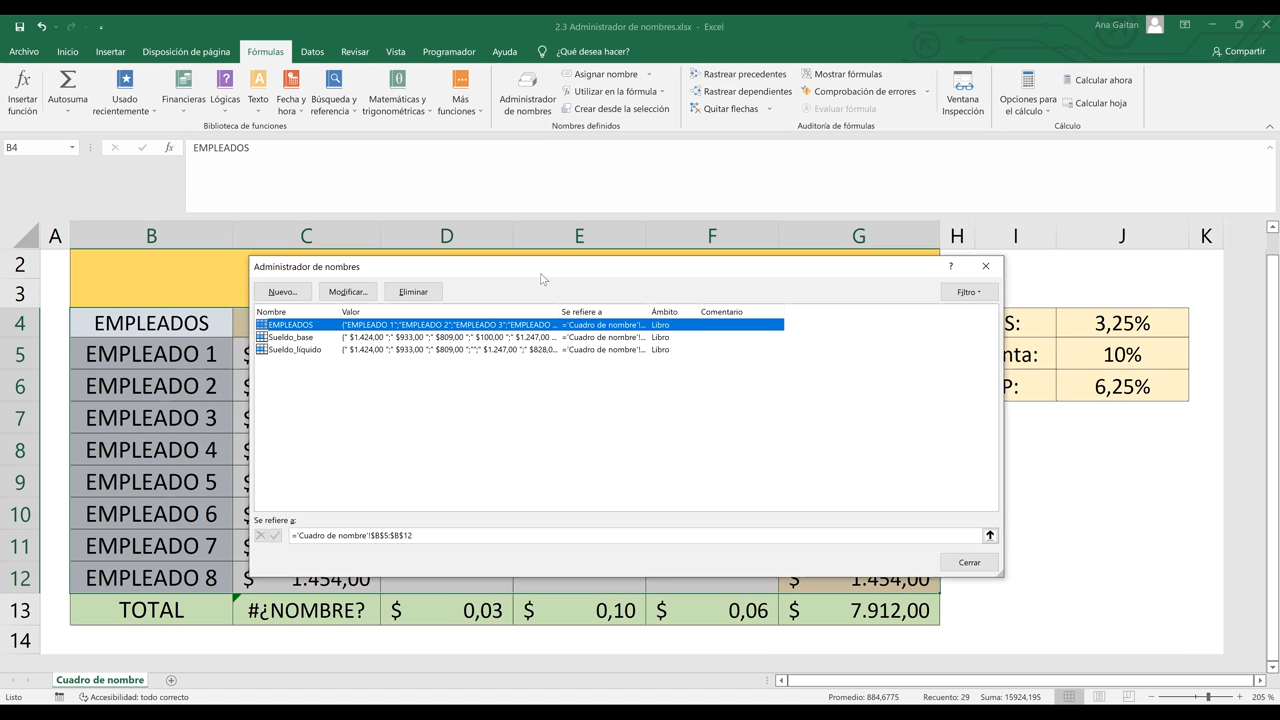 2.3 Administrador de nombres.xlsx - Excel
Ana Gaitan
Archivo Inicio Insertar Disposición de página Fórmulas Datos Revisar Vista Programador Ayuda ¿Qué desea hacer? Compartir
Insertar función
Autosuma
Usado recientemente
Financieras
Lógicas
Texto
Fecha y hora
Búsqueda y referencia
Matemáticas y trigonométricas
Más funciones
Biblioteca de funciones
Administrador de nombres
Asignar nombre
Utilizar en la fórmula
Crear desde la selección
Nombres definidos
Rastrear precedentes
Rastrear dependientes
Quitar flechas
Mostrar fórmulas
Comprobación de errores
Evaluar fórmula
Auditoría de fórmulas
Ventana Inspección
Opciones para el cálculo
Calcular ahora
Calcular hoja
Cálculo
B4 fx EMPLEADOS
A B C D E F G H I J K
2
3
Administrador de nombres ?
Nuevo... Modificar... Eliminar Filtro
Nombre Valor Se refiere a Ámbito Comentario
EMPLEADOS {"EMPLEADO 1";"EMPLEADO 2";"EMPLEADO 3";"EMPLEADO ... ='Cuadro de nombre'!... Libro
Sueldo_base {" $1.424,00 ";" $933,00 ";" $809,00 ";" $100,00 ";" $1.247,00 ... ='Cuadro de nombre'!... Libro
Sueldo_líquido {" $1.424,00 ";" $933,00 ";" $809,00 ";"";" $1.247,00 ";" $828,0... ='Cuadro de nombre'!... Libro
Se refiere a:
='Cuadro de nombre'!$B$5:$B$12
Cerrar
4 EMPLEADOS S: 3,25%
5 EMPLEADO 1 $ nta: 10%
6 EMPLEADO 2 $ P: 6,25%
7 EMPLEADO 3 $
8 EMPLEADO 4 $
9 EMPLEADO 5 $
10 EMPLEADO 6 $
11 EMPLEADO 7 $
12 EMPLEADO 8 $ 1.454,00 $ 1.454,00
13 TOTAL #¿NOMBRE? $ 0,03 $ 0,10 $ 0,06 $ 7.912,00
14
Cuadro de nombre
Listo Accesibilidad: todo correcto Promedio: 884,6775 Recuento: 29 Suma: 15924,195 205 %